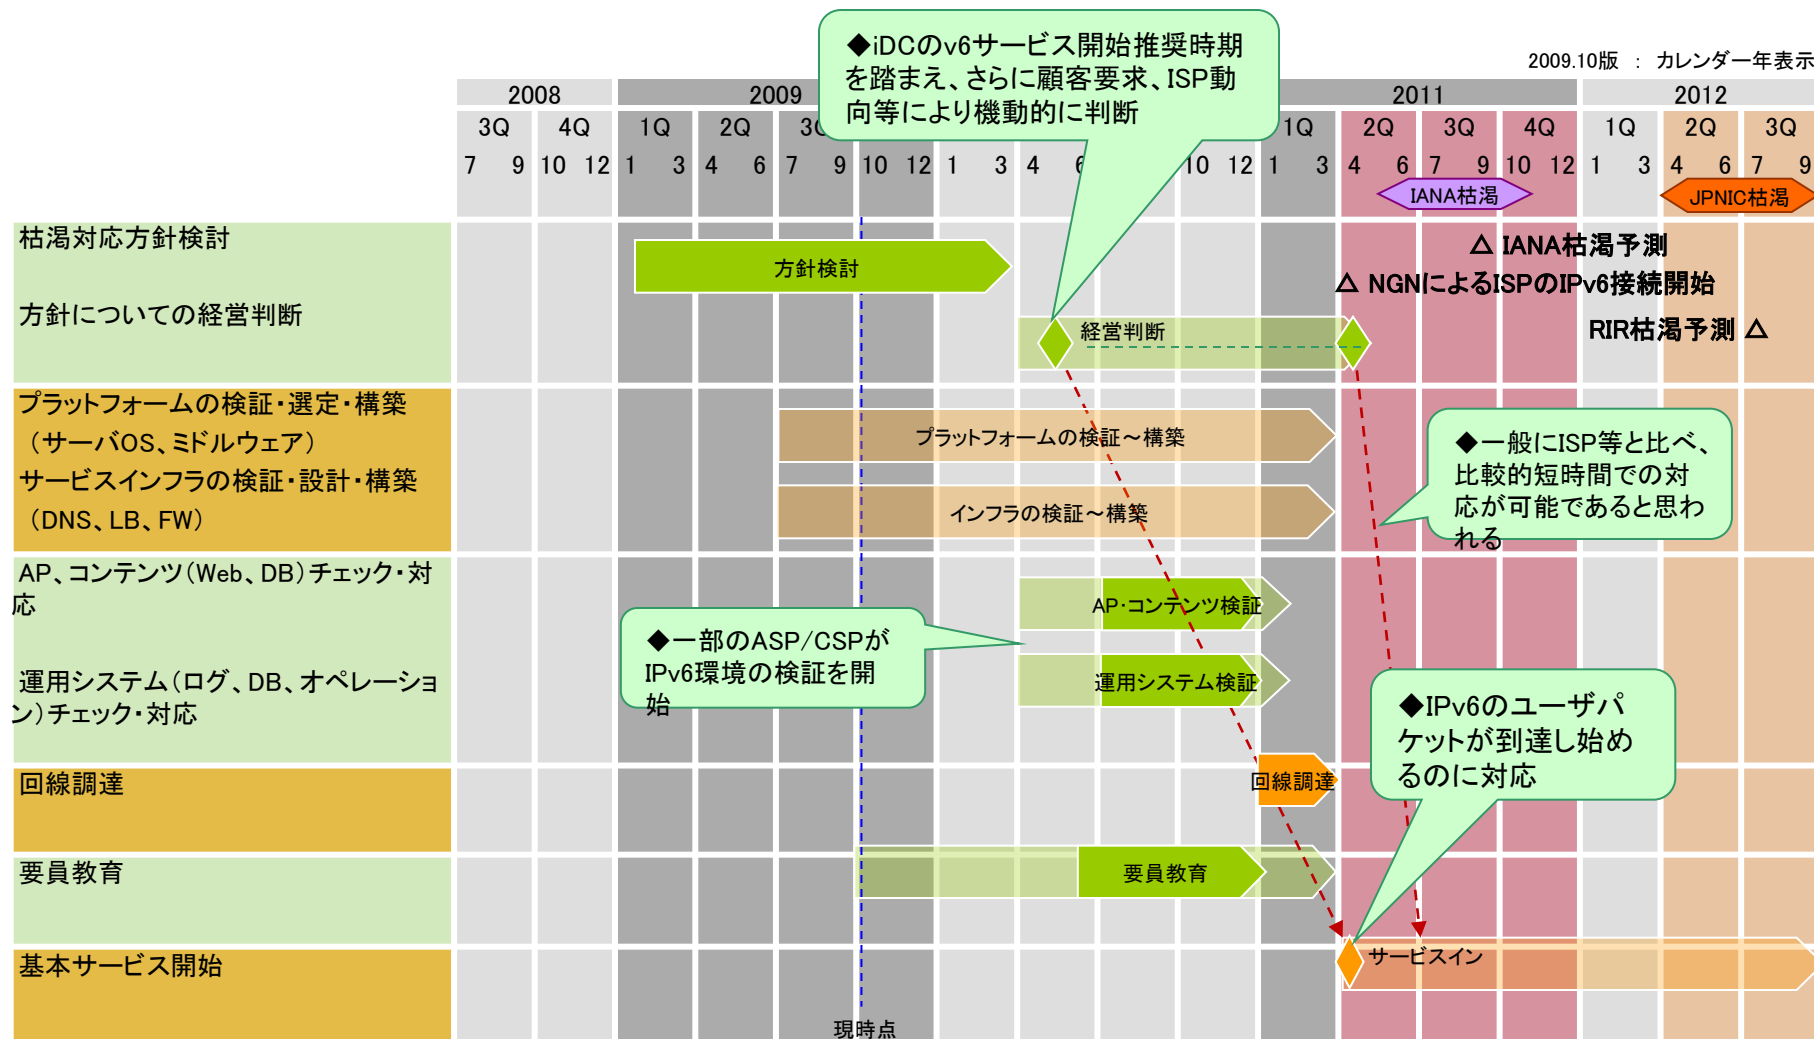 ◆iDCのv6サービス開始推奨時期
を踏まえ、さらに顧客要求、ISP動
向等により機動的に判断
2009.10版 : カレンダー年表示
2008 2009 2011 2012
3Q 4Q 1Q 2Q 3Q 1Q 2Q 3Q 4Q 1Q 2Q 3Q
7 9 10 12 1 3 4 6 7 9 10 12 1 3 4 6 10 12 1 3 4 6 7 9 10 12 1 3 4 6 7 9
IANA枯渇
JPNIC枯渇
枯渇対応方針検討
方針検討
△ IANA枯渇予測
△ NGNによるISPのIPv6接続開始
方針についての経営判断
経営判断
RIR枯渇予測 △
プラットフォームの検証・選定・構築
(サーバOS、ミドルウェア)
プラットフォームの検証～構築
サービスインフラの検証・設計・構築
(DNS、LB、FW)
インフラの検証～構築
◆一般にISP等と比べ、
比較的短時間での対
応が可能であると思わ
れる
AP、コンテンツ(Web、DB)チェック・対
応
AP・コンテンツ検証
◆一部のASP/CSPが
IPv6環境の検証を開
始
運用システム(ログ、DB、オペレーショ
ン)チェック・対応
運用システム検証
◆IPv6のユーザパ
ケットが到達し始め
るのに対応
回線調達
回線調達
要員教育
要員教育
基本サービス開始
サービスイン
現時点